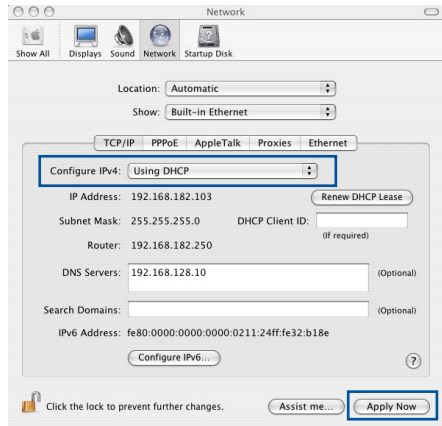 Network
Show All Displays Sound Network Startup Disk
Location: Automatic
Show: Built-in Ethernet
TCP/IP PPPoE AppleTalk Proxies Ethernet
Configure IPv4: Using DHCP
IP Address: 192.168.182.103 Renew DHCP Lease
Subnet Mask: 255.255.255.0 DHCP Client ID:
(If required)
Router: 192.168.182.250
DNS Servers: 192.168.128.10 (Optional)
Search Domains: (Optional)
IPv6 Address: fe80:0000:0000:0000:0211:24ff:fe32:b18e
Configure IPv6... ?
Click the lock to prevent further changes. Assist me... Apply Now